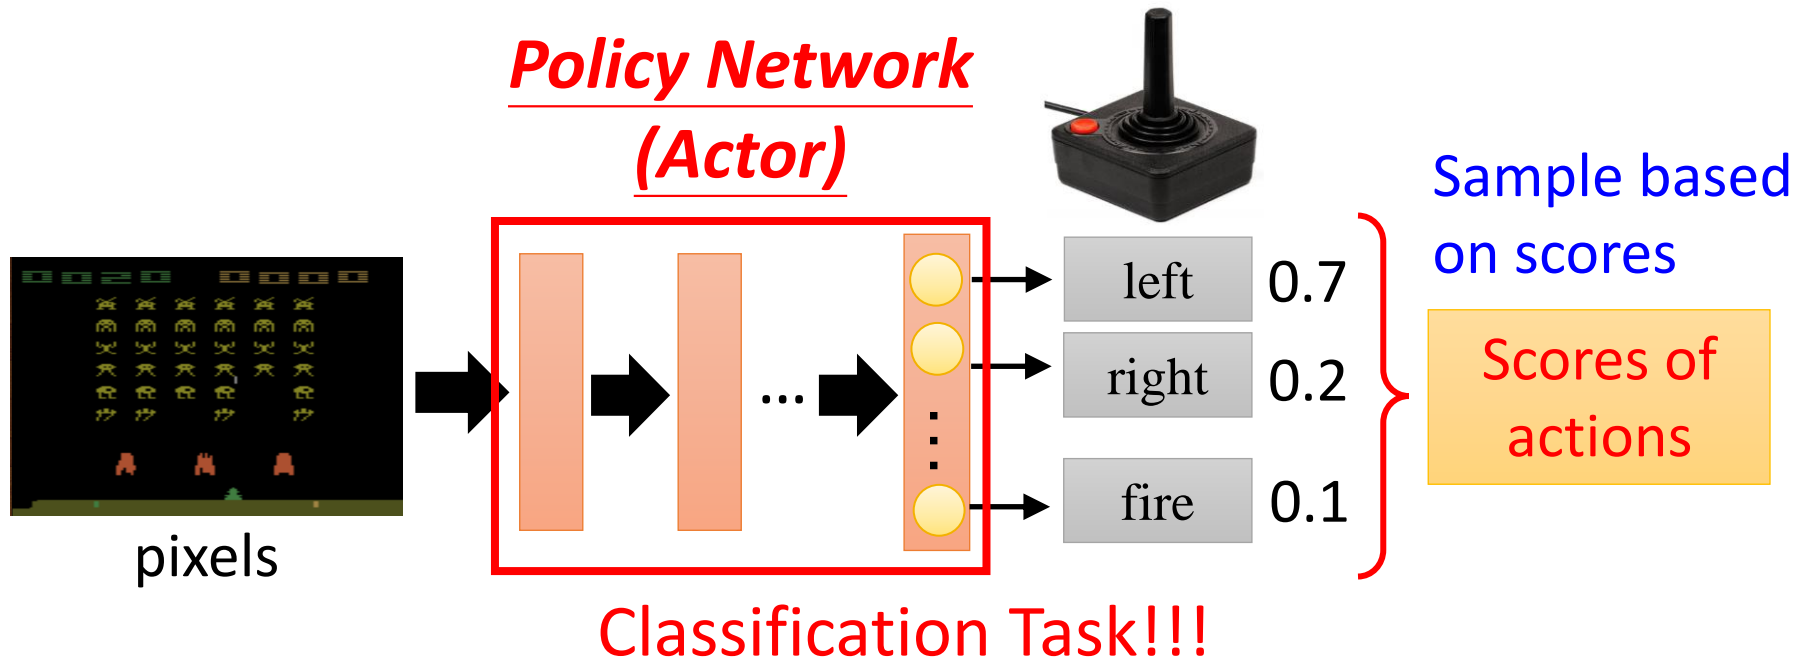 Policy Network
(Actor)
Sample based
on scores
left 0.7
right 0.2
...
fire 0.1
Scores of
actions
pixels
Classification Task!!!